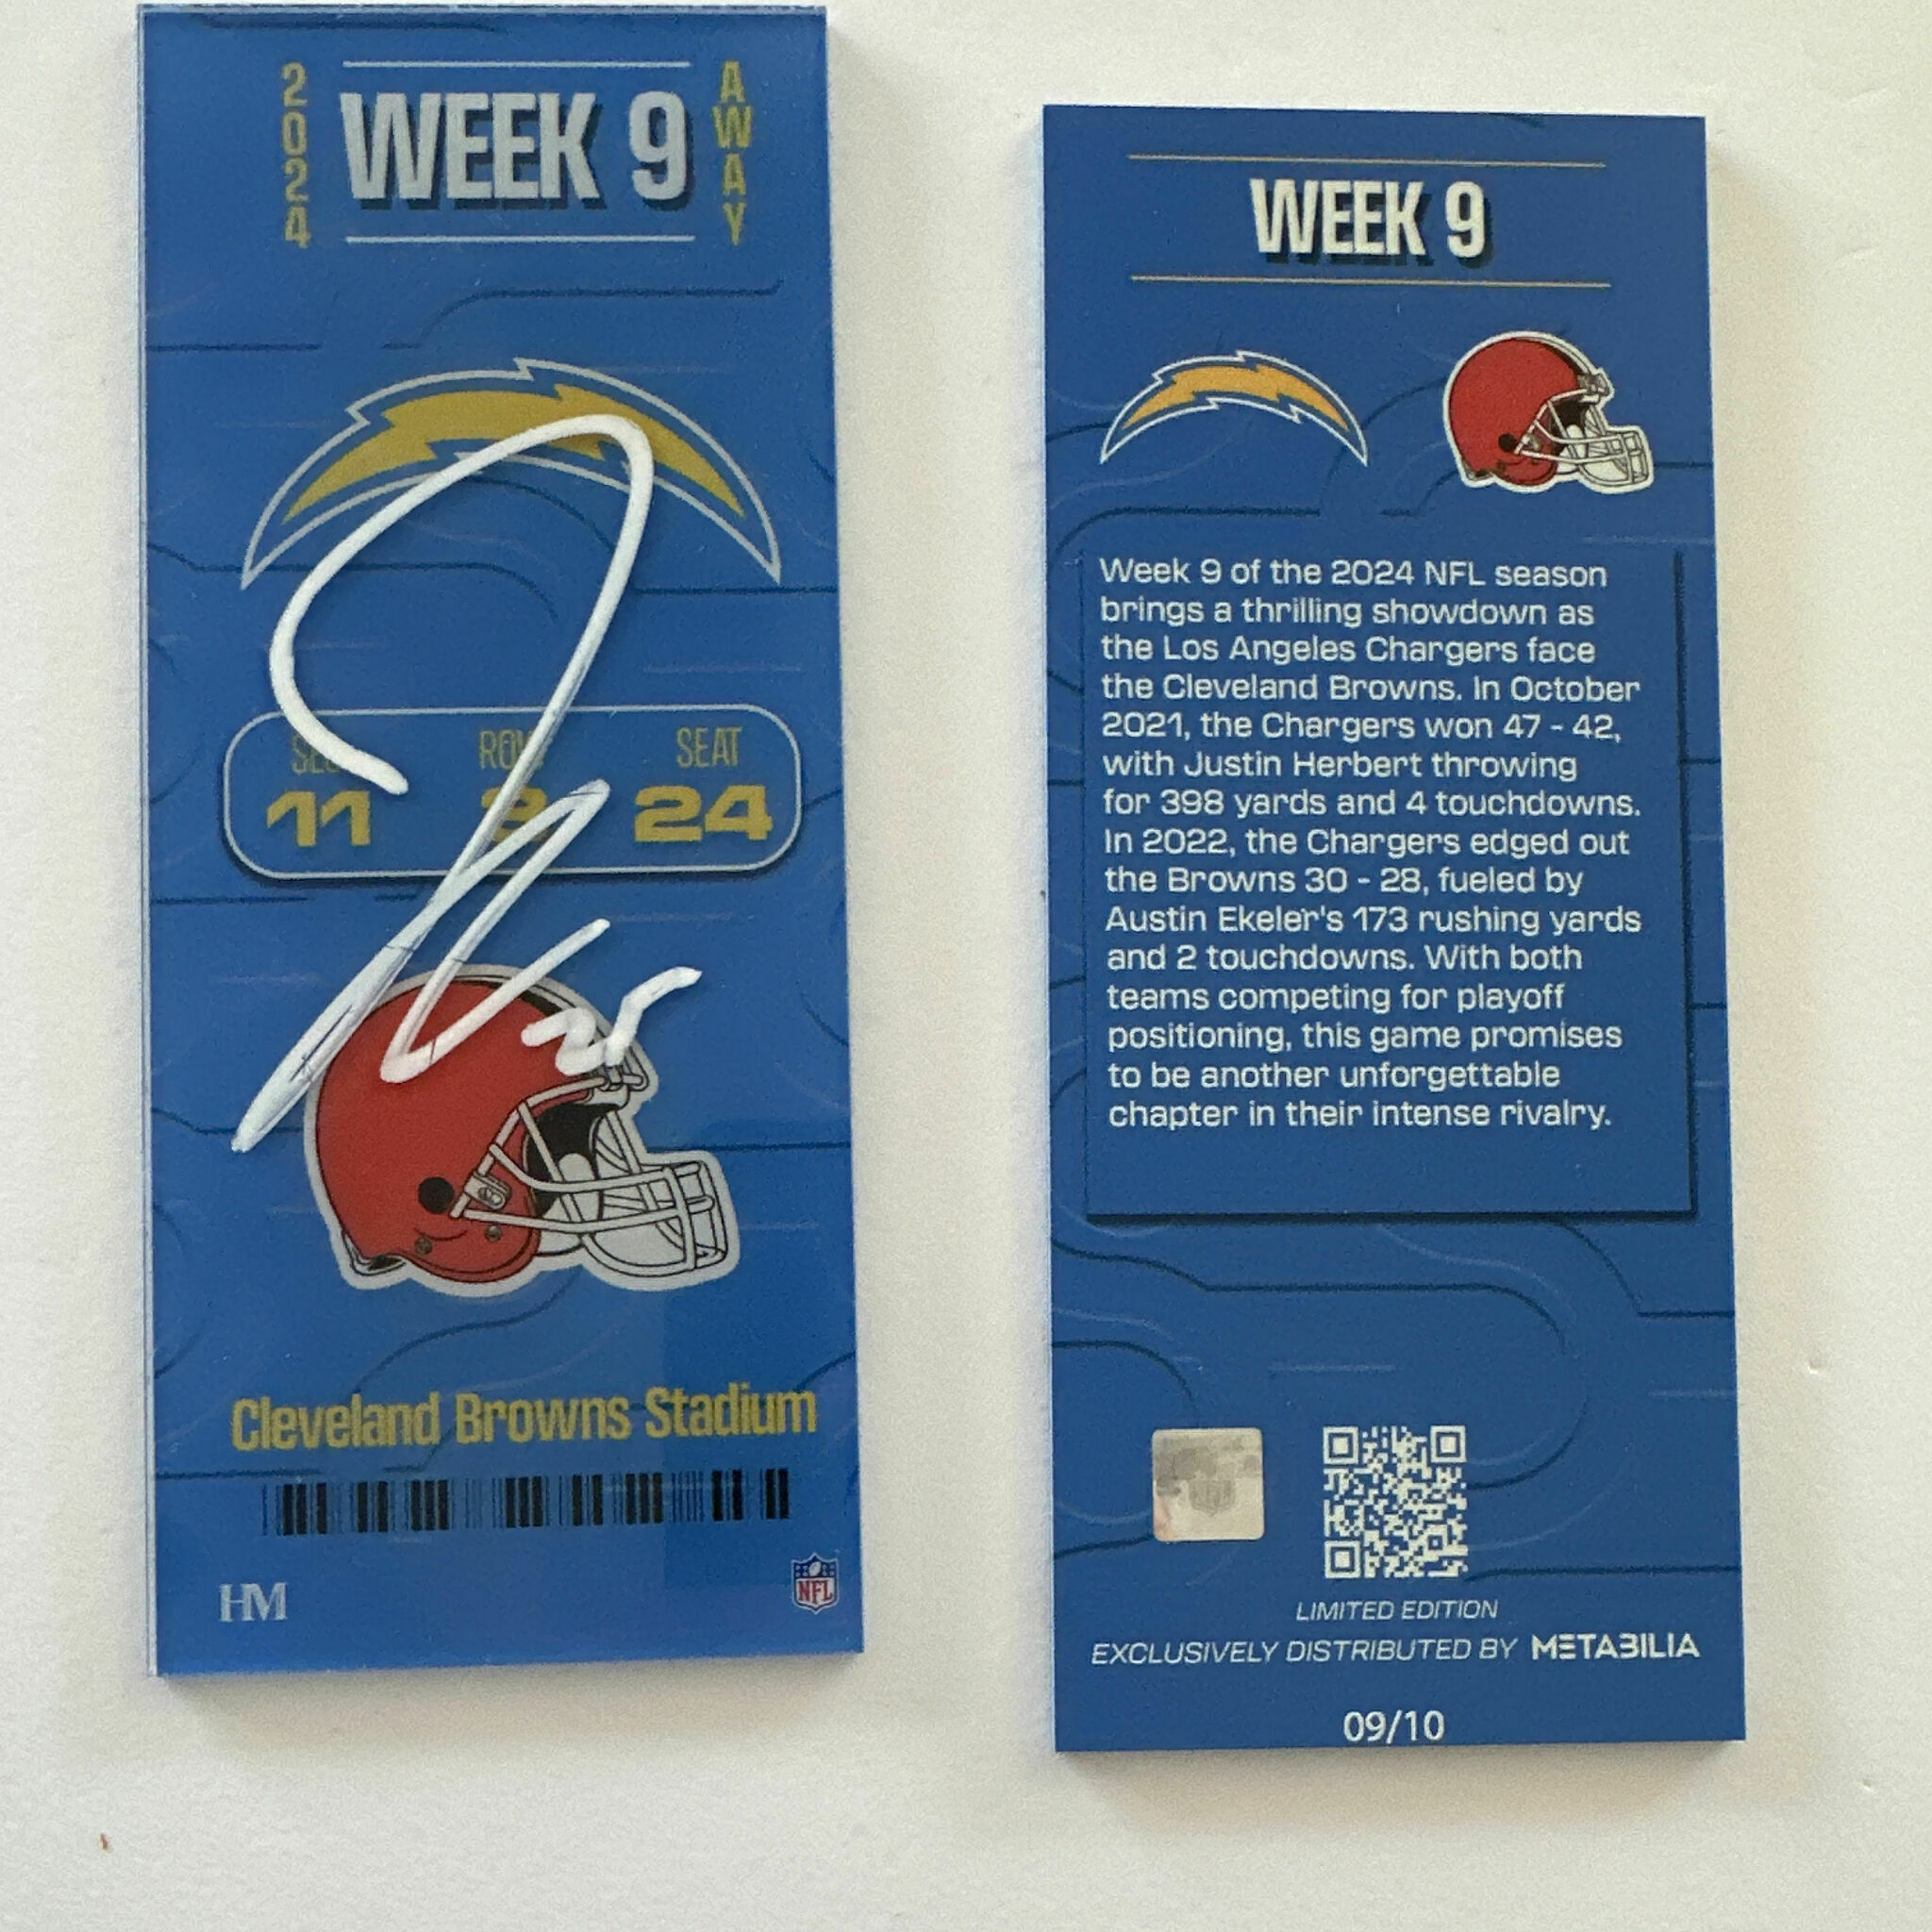 2024
WEEK 9
AWAY
ROW
SEAT
11
24
25
Cleveland Browns Stadium
HM
NFL
WEEK 9
Week 9 of the 2024 NFL season
brings a thrilling showdown as
the Los Angeles Chargers face
the Cleveland Browns. In October
2021, the Chargers won 47 - 42,
with Justin Herbert throwing
for 398 yards and 4 touchdowns.
In 2022, the Chargers edged out
the Browns 30 - 28, fueled by
Austin Ekeler's 173 rushing yards
and 2 touchdowns. With both
teams competing for playoff
positioning, this game promises
to be another unforgettable
chapter in their intense rivalry.
LIMITED EDITION
EXCLUSIVELY DISTRIBUTED BY METABILIA
09/10